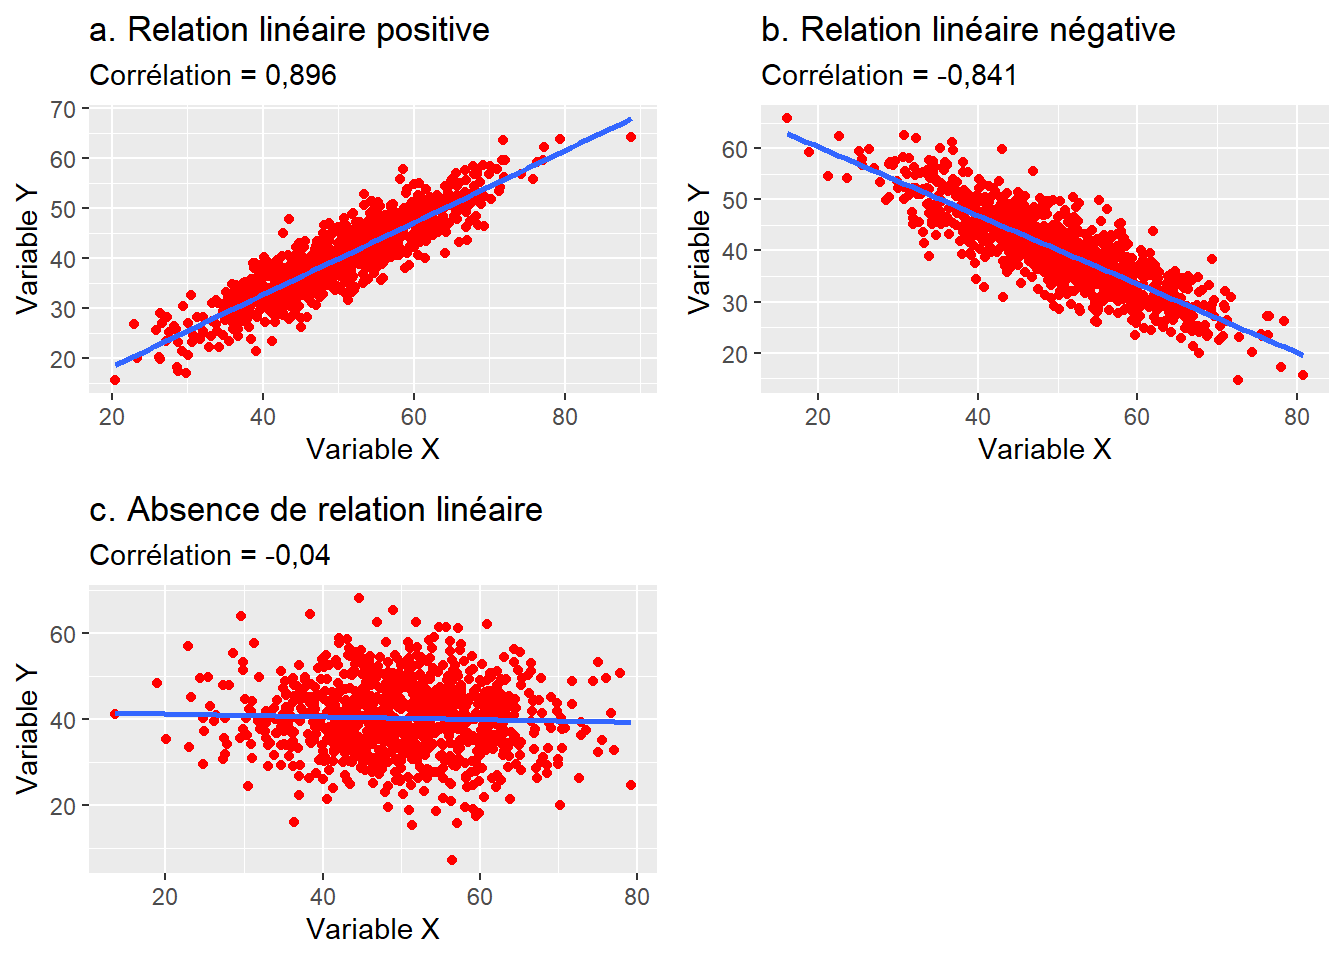 a. Relation linéaire positive
Corrélation = 0,896
70
60
50
40
30
20
Variable Y
20 40 60 80
Variable X
b. Relation linéaire négative
Corrélation = -0,841
60
50
40
30
20
Variable Y
20 40 60 80
Variable X
c. Absence de relation linéaire
Corrélation = -0,04
60
40
20
Variable Y
20 40 60 80
Variable X